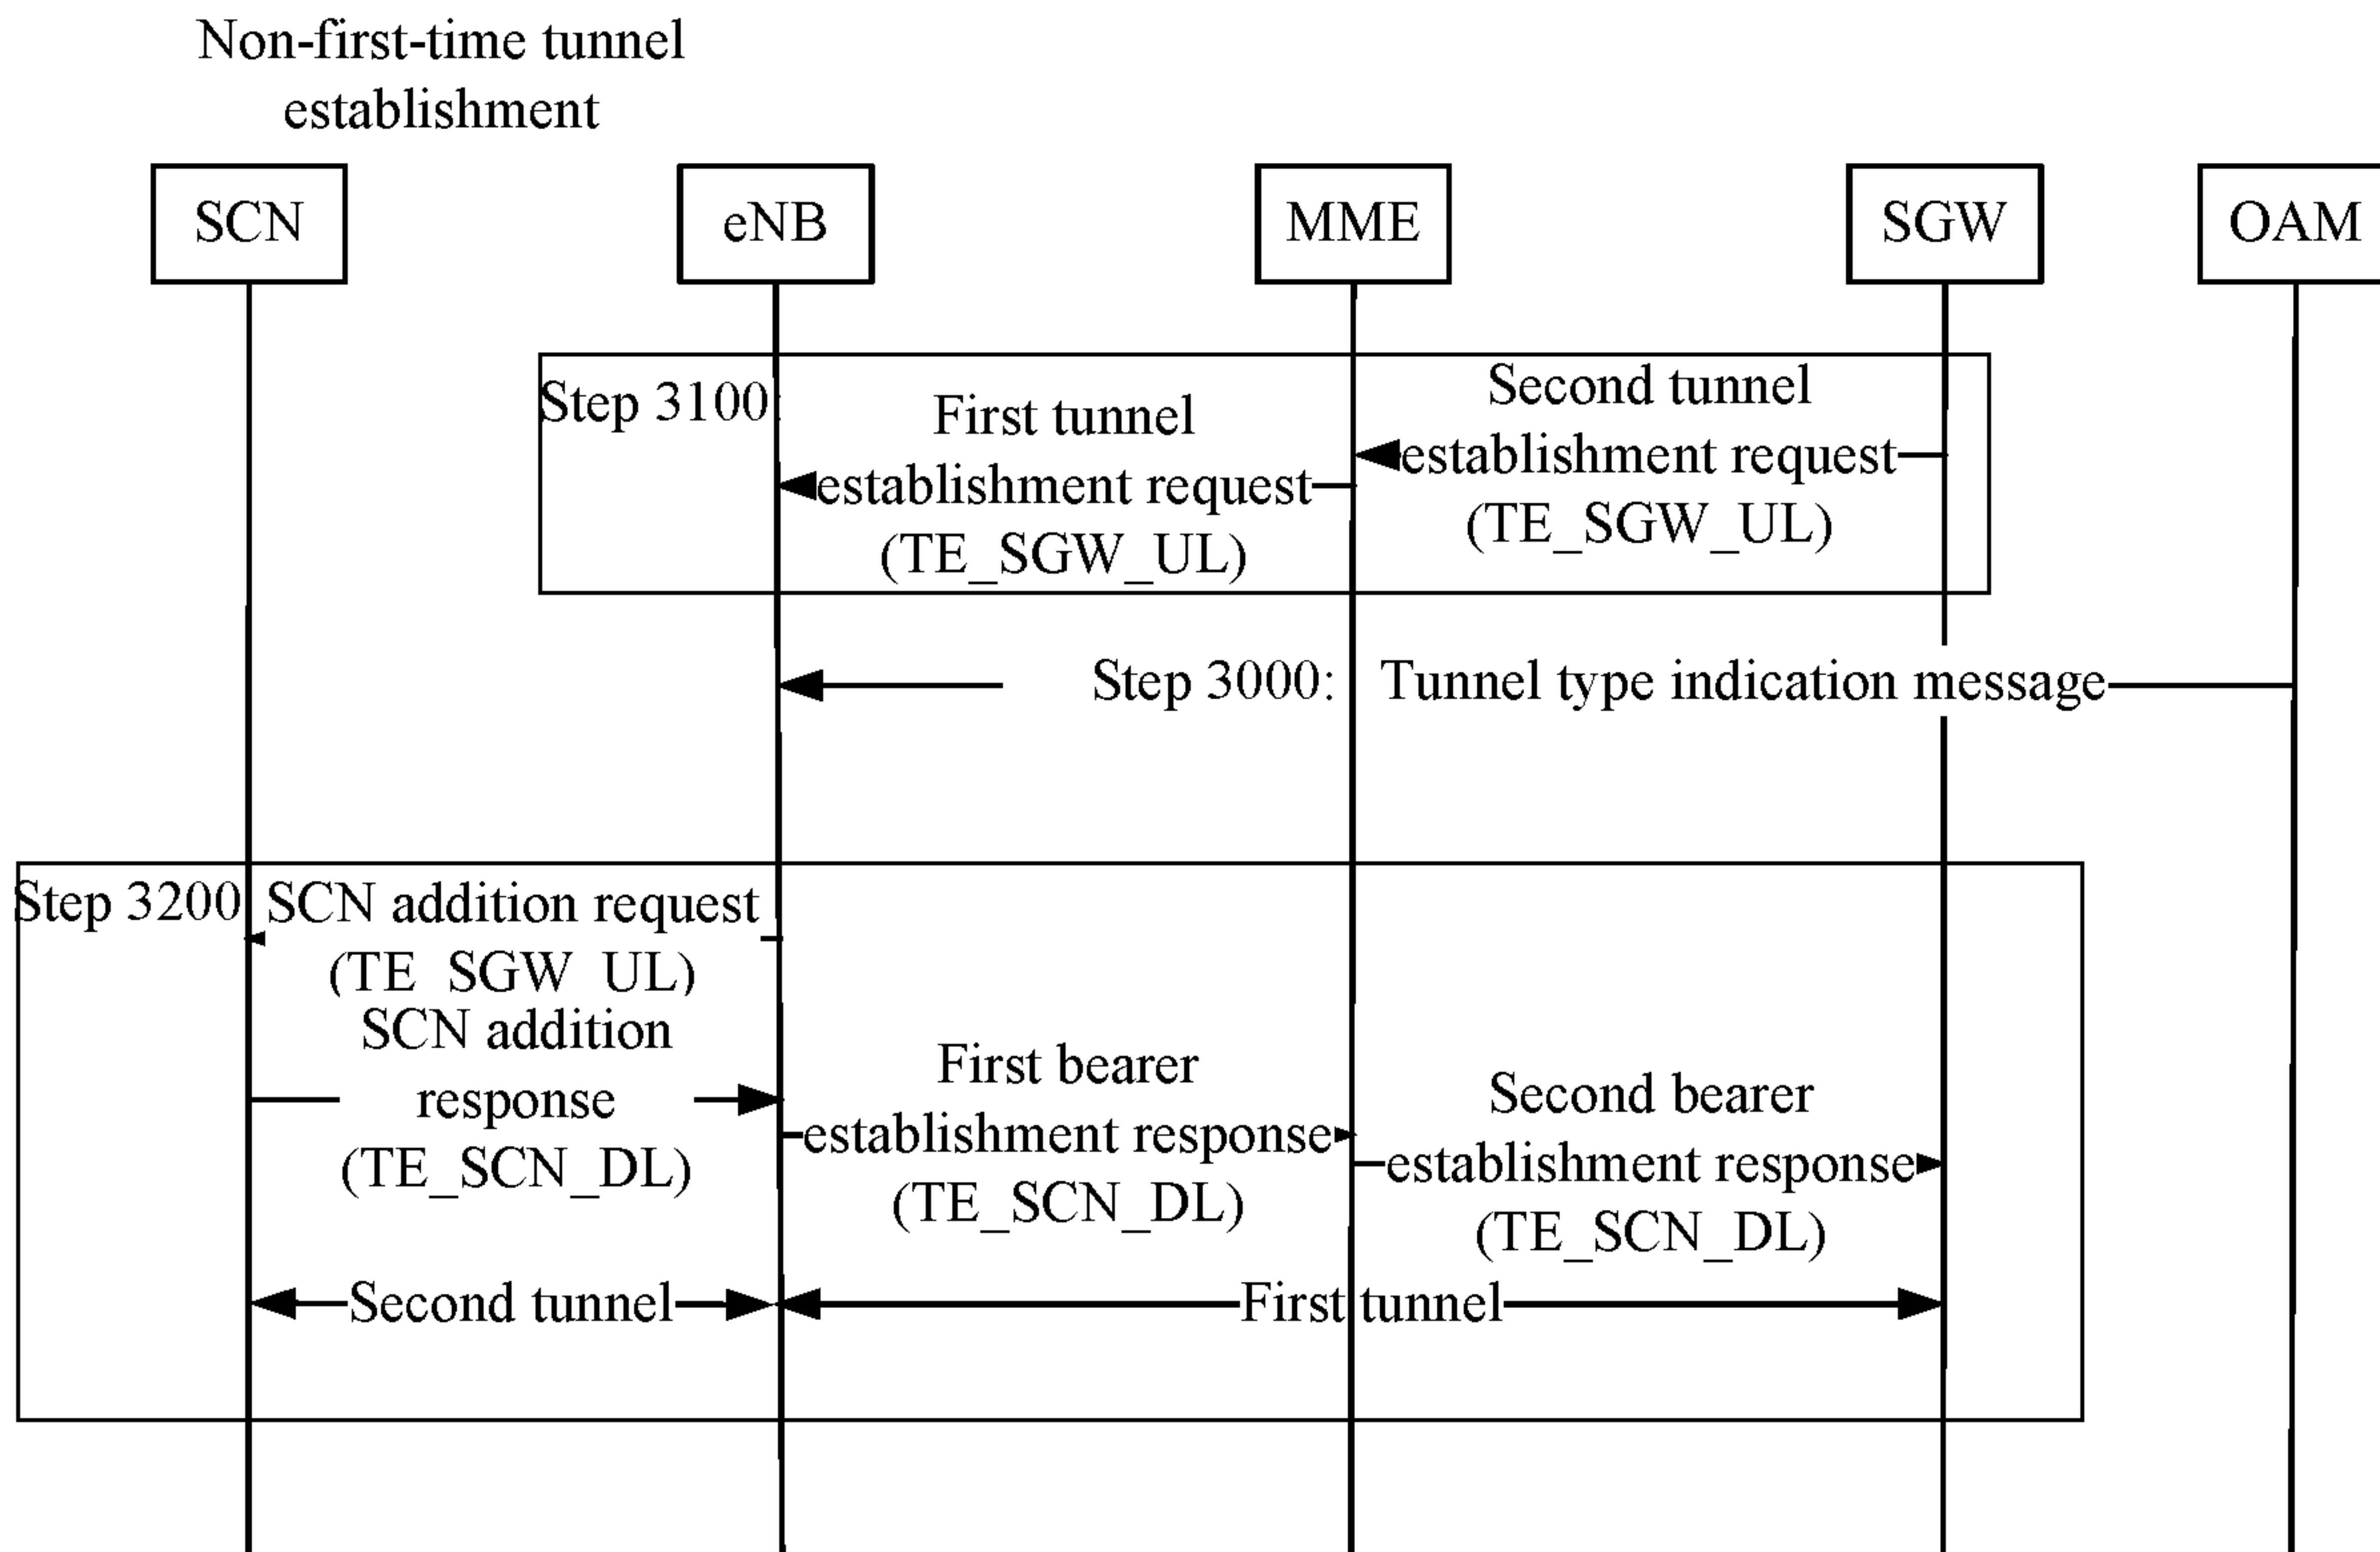 Non-first-time tunnel
establishment
SCN
eNB
MME
SGW
OAM
Step 3100
First tunnel
establishment request
(TE_SGW_UL)
Second tunnel
establishment request
(TE_SGW_UL)
Step 3000: Tunnel type indication message
Step 3200
SCN addition request
(TE_SGW_UL)
SCN addition
response
(TE_SCN_DL)
First bearer
establishment response
(TE_SCN_DL)
Second bearer
establishment response
(TE_SCN_DL)
Second tunnel
First tunnel